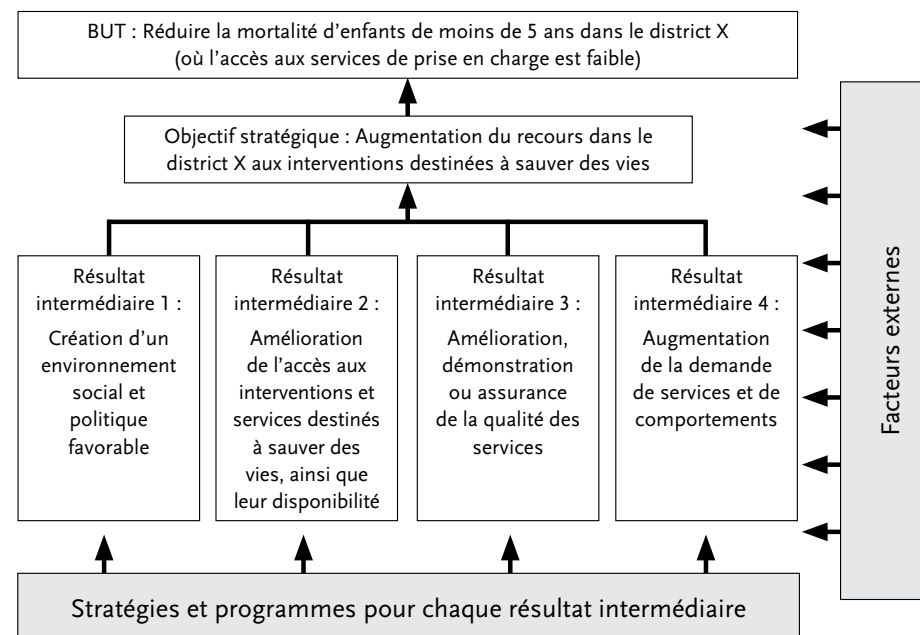 BUT : Réduire la mortalité d'enfants de moins de 5 ans dans le district X
(où l'accès aux services de prise en charge est faible)
Objectif stratégique : Augmentation du recours dans le
district X aux interventions destinées à sauver des vies
Résultat
intermédiaire 1 :
Création d'un
environnement
social et
politique
favorable
Résultat
intermédiaire 2 :
Amélioration
de l'accès aux
interventions et
services destinés
à sauver des
vies, ainsi que
leur disponibilité
Résultat
intermédiaire 3 :
Amélioration,
démonstration
ou assurance
de la qualité des
services
Résultat
intermédiaire 4 :
Augmentation
de la demande
de services et de
comportements
Facteurs externes
Stratégies et programmes pour chaque résultat intermédiaire